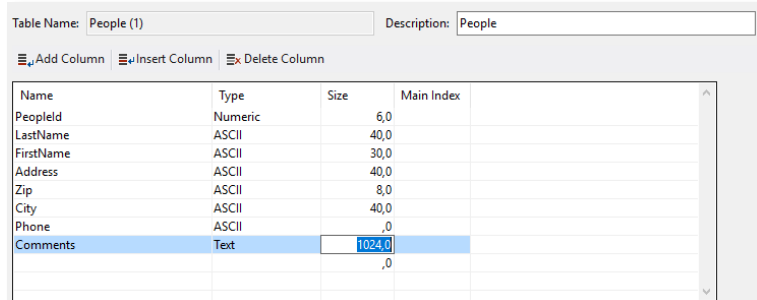 Table Name: People (1) Description: People
Add Column Insert Column Delete Column
Name Type Size Main Index
PeopleId Numeric 6,0
LastName ASCII 40,0
FirstName ASCII 30,0
Address ASCII 40,0
Zip ASCII 8,0
City ASCII 40,0
Phone ASCII ,0
Comments Text 1024,0
,0